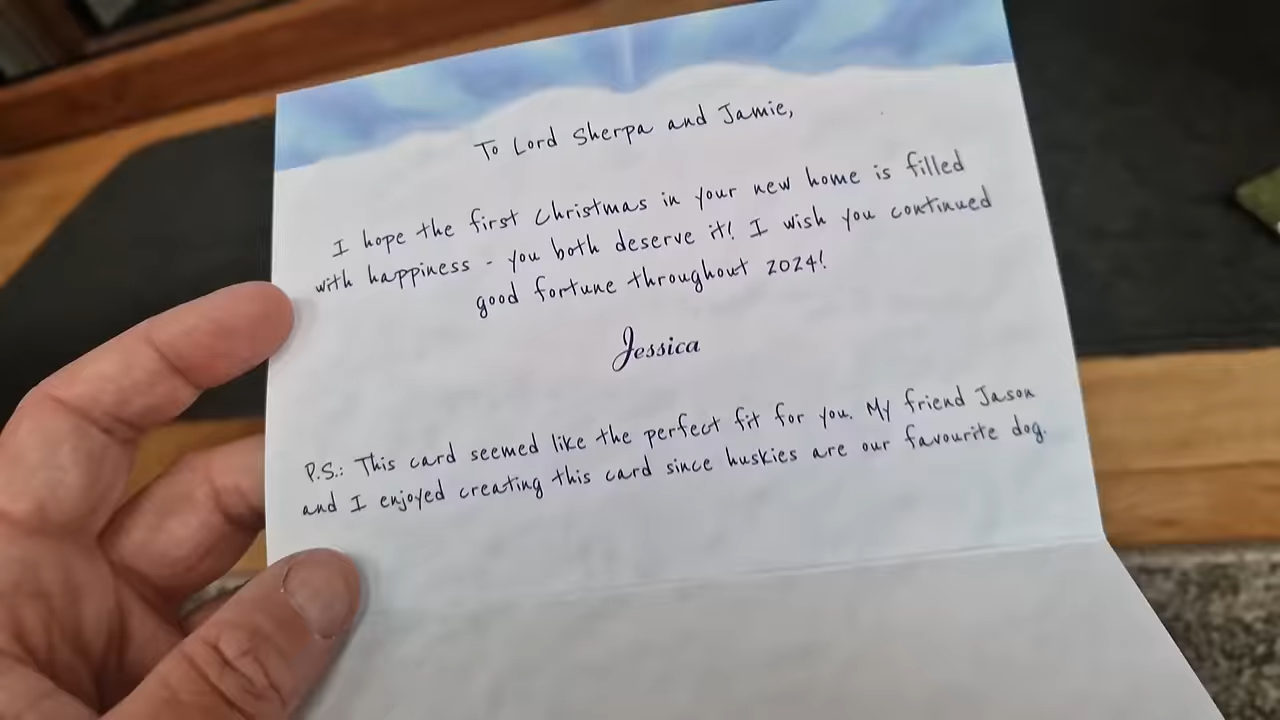 To Lord Sherpa and Jamie,
I hope the first Christmas in your new home is filled
with happiness - you both deserve it! I wish you continued
good fortune throughout 2024!
Jessica
P.S.: This card seemed like the perfect fit for you. My friend Jason
and I enjoyed creating this card since huskies are our favourite dog.